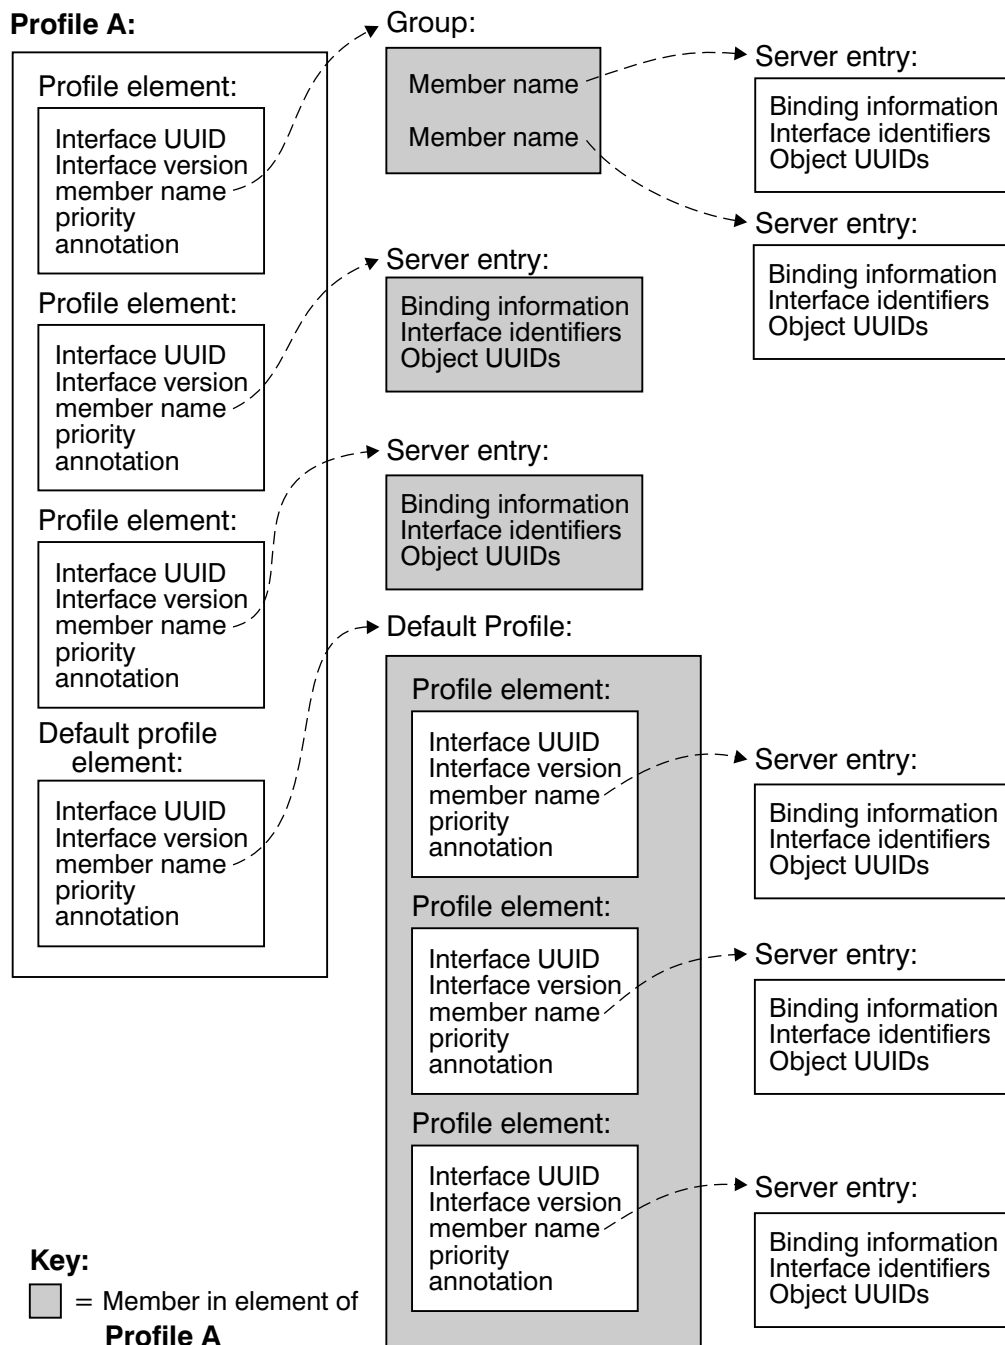 Profile A:
Profile element:
Interface UUID
Interface version
member name
priority
annotation
Profile element:
Interface UUID
Interface version
member name
priority
annotation
Profile element:
Interface UUID
Interface version
member name
priority
annotation
Default profile
element:
Interface UUID
Interface version
member name
priority
annotation
Group:
Member name
Member name
Server entry:
Binding information
Interface identifiers
Object UUIDs
Server entry:
Binding information
Interface identifiers
Object UUIDs
Server entry:
Binding information
Interface identifiers
Object UUIDs
Server entry:
Binding information
Interface identifiers
Object UUIDs
Default Profile:
Profile element:
Interface UUID
Interface version
member name
priority
annotation
Profile element:
Interface UUID
Interface version
member name
priority
annotation
Profile element:
Interface UUID
Interface version
member name
priority
annotation
Server entry:
Binding information
Interface identifiers
Object UUIDs
Server entry:
Binding information
Interface identifiers
Object UUIDs
Server entry:
Binding information
Interface identifiers
Object UUIDs
Key:
= Member in element of
Profile A